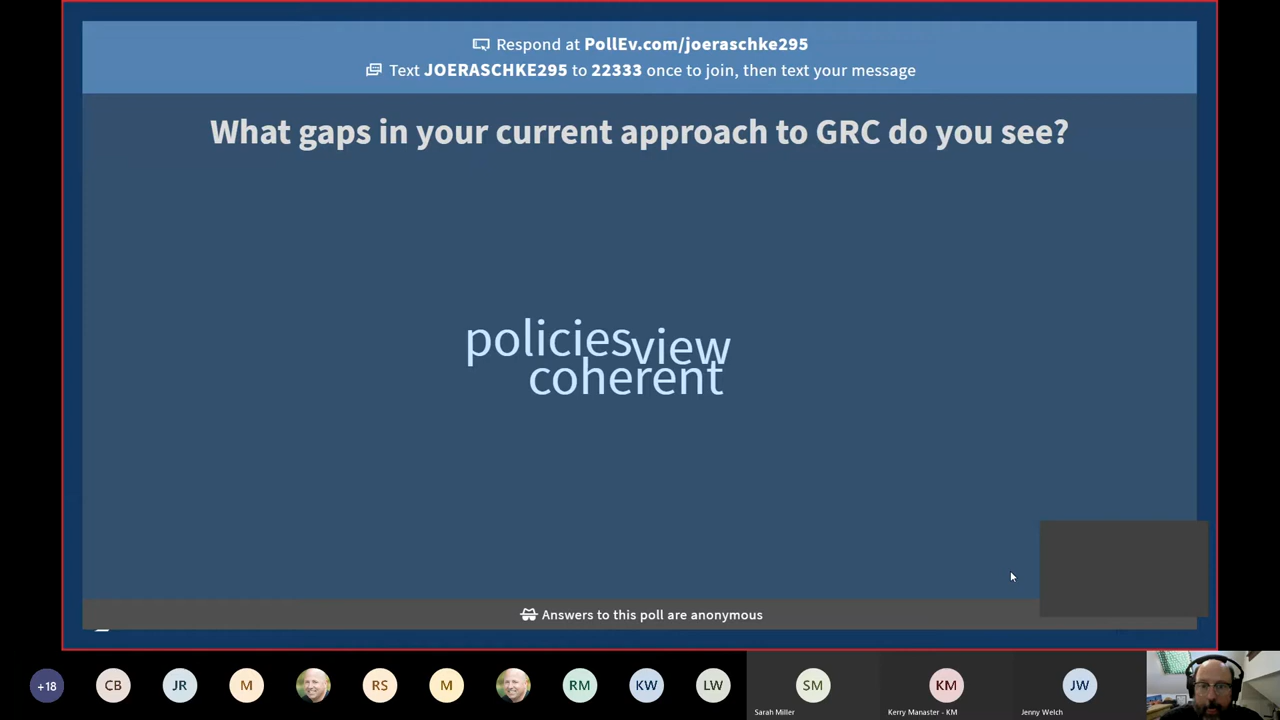 Respond at PollEv.com/joeraschke295
Text JOERASCHKE295 to 22333 once to join, then text your message
What gaps in your current approach to GRC do you see?
policies view
coherent
Answers to this poll are anonymous
+18 CB JR M RS M RM KW LW SM KM JW
Sarah Miller Kerry Manaster - KM Jenny Welch